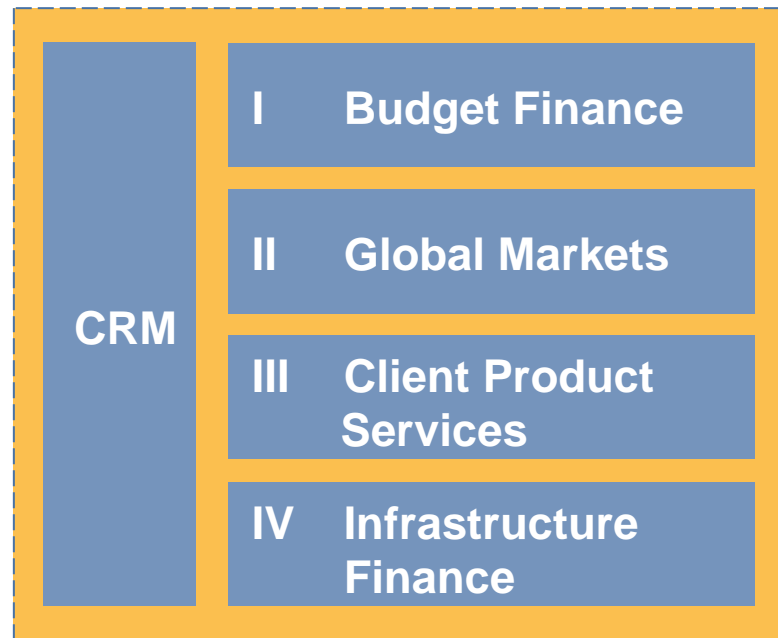 CRM
I Budget Finance
II Global Markets
III Client Product
Services
IV Infrastructure
Finance